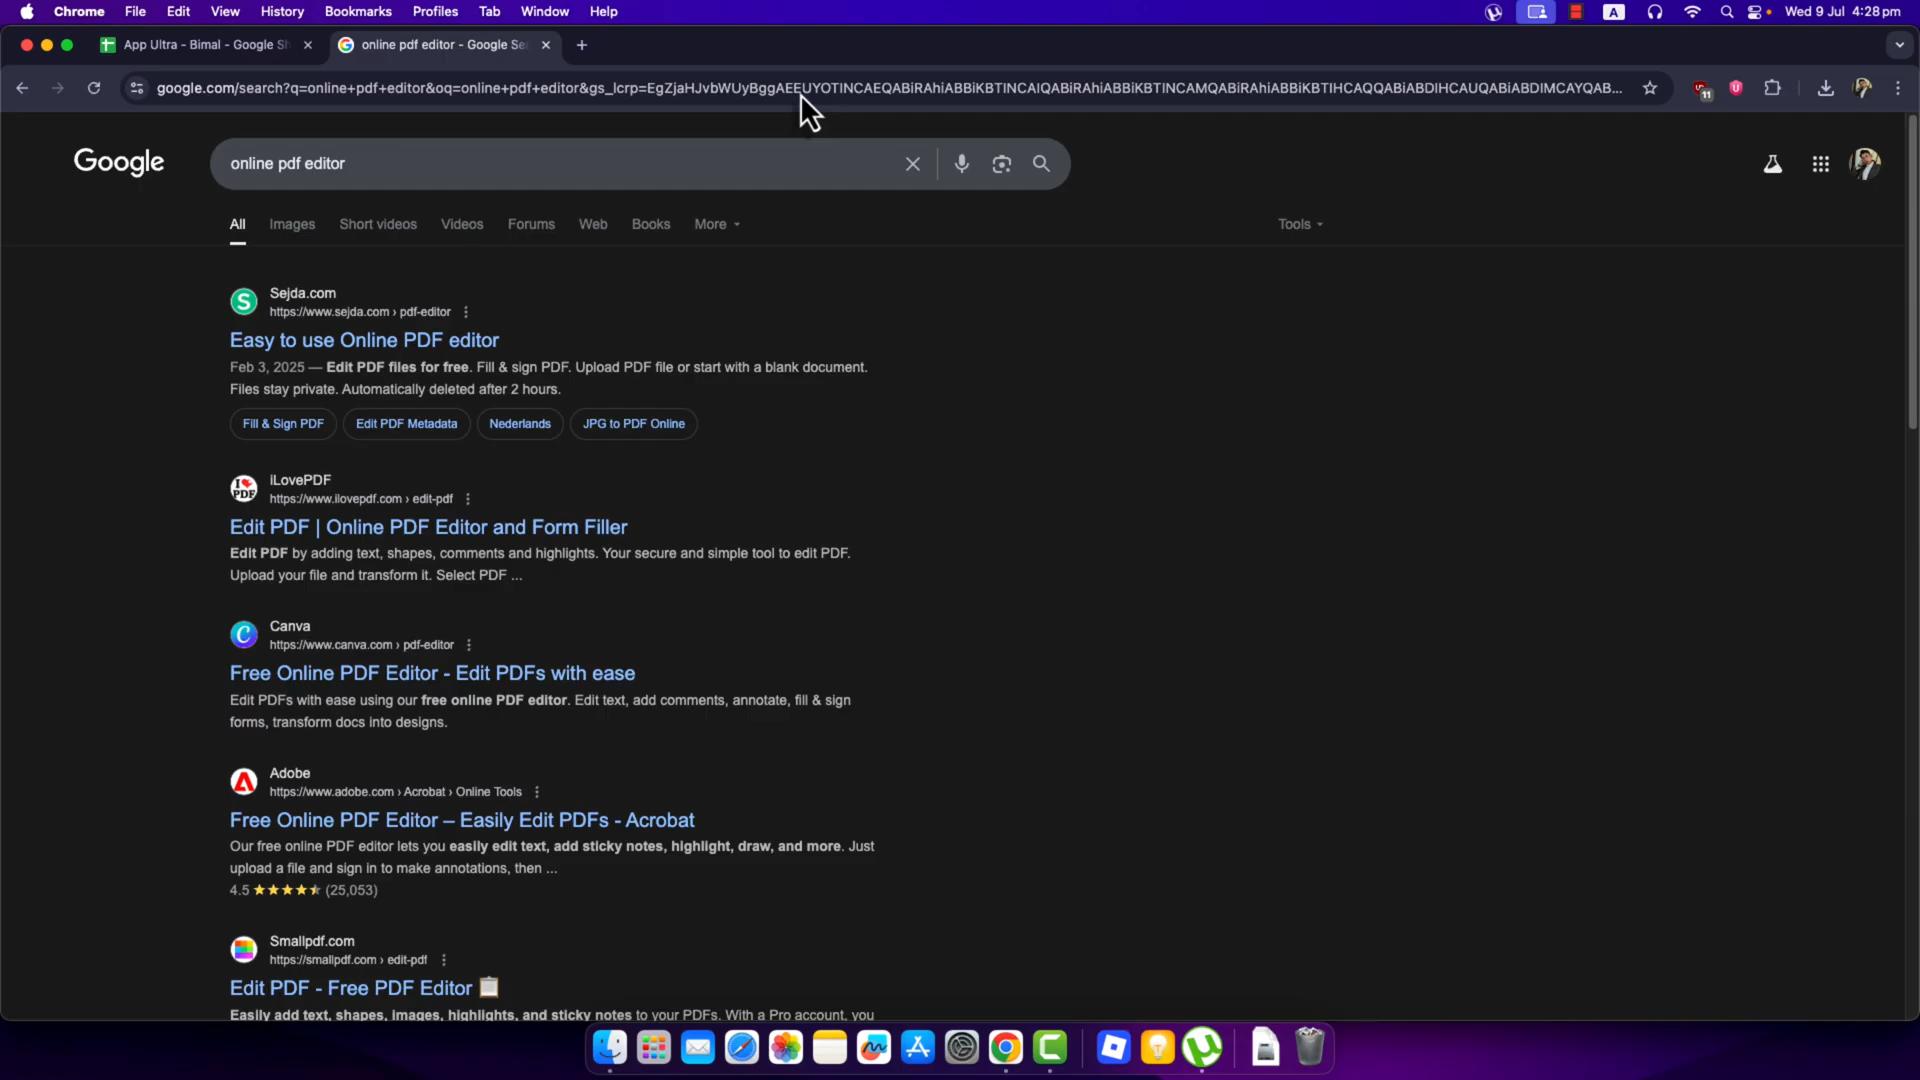 Chrome File Edit View History Bookmarks Profiles Tab Window Help
A Wed 9 Jul 4:28 pm
App Ultra - Bimal - Google Sh
online pdf editor - Google Se
google.com/search?q=online+pdf+editor&oq=online+pdf+editor&gs_lcrp=EgZjaHJvbWUyBggAEEUYOTINCAEQABiRAhiABBiKBTINCAIQABiRAhiABBiKBTINCAMQABiRAhiABBiKBTIHCAQQABiABDIHCAUQABiABDIMCAYQAB...
11
Google
online pdf editor
All Images Short videos Videos Forums Web Books More Tools
S
Sejda.com
https://www.sejda.com › pdf-editor
Easy to use Online PDF editor
Feb 3, 2025 — Edit PDF files for free. Fill & sign PDF. Upload PDF file or start with a blank document.
Files stay private. Automatically deleted after 2 hours.
Fill & Sign PDF Edit PDF Metadata Nederlands JPG to PDF Online
I PDF
iLovePDF
https://www.ilovepdf.com › edit-pdf
Edit PDF | Online PDF Editor and Form Filler
Edit PDF by adding text, shapes, comments and highlights. Your secure and simple tool to edit PDF.
Upload your file and transform it. Select PDF ...
C
Canva
https://www.canva.com › pdf-editor
Free Online PDF Editor - Edit PDFs with ease
Edit PDFs with ease using our free online PDF editor. Edit text, add comments, annotate, fill & sign
forms, transform docs into designs.
Adobe
https://www.adobe.com › Acrobat › Online Tools
Free Online PDF Editor – Easily Edit PDFs - Acrobat
Our free online PDF editor lets you easily edit text, add sticky notes, highlight, draw, and more. Just
upload a file and sign in to make annotations, then ...
4.5 ★★★★★ (25,053)
Smallpdf.com
https://smallpdf.com › edit-pdf
Edit PDF - Free PDF Editor 📋
Easily add text, shapes, images, highlights, and sticky notes to your PDFs. With a Pro account, you